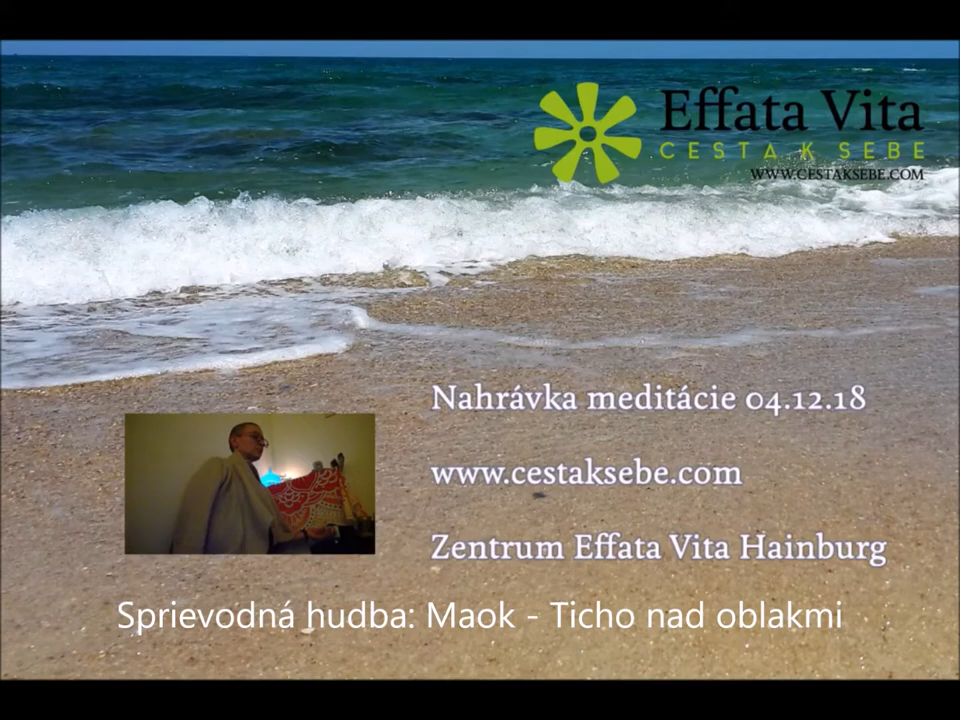 Effata Vita
CESTA K SEBE
WWW.CESTAKSEBE.COM
Nahrávka meditácie 04.12.18
www.cestaksebe.com
Zentrum Effata Vita Hainburg
Sprievodná hudba: Maok - Ticho nad oblakmi